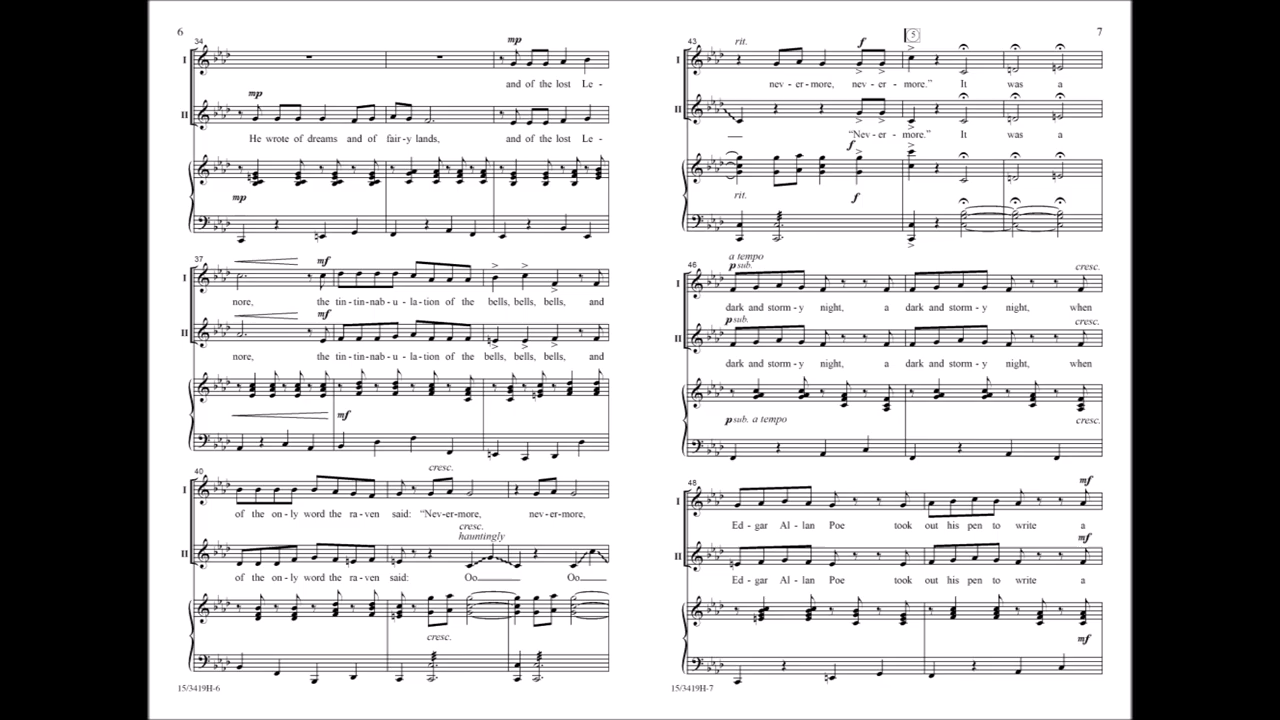 6
34
mp
I
and of the lost Le -
mp
II
He wrote of dreams and of fair - y lands, and of the lost Le -
mp
37
mf
I
nore, the tin - tin - nab - u - la - tion of the bells, bells, bells, and
mf
II
nore, the tin - tin - nab - u - la - tion of the bells, bells, bells, and
mf
40
cresc.
I
of the on - ly word the ra - ven said: “Nev - er - more, nev - er - more,
cresc.
hauntingly
II
of the on - ly word the ra - ven said: Oo Oo
cresc.
15/3419H-6
7
43
rit.
f
5
I
nev - er - more, nev - er - more.” It was a
II
“Nev - er - more.” It was a
f
rit.
f
46
a tempo
p sub.
cresc.
I
dark and storm - y night, a dark and storm - y night, when
p sub.
cresc.
II
dark and storm - y night, a dark and storm - y night, when
p sub. a tempo
cresc.
48
mf
I
Ed - gar Al - lan Poe took out his pen to write a
mf
II
Ed - gar Al - lan Poe took out his pen to write a
mf
15/3419H-7